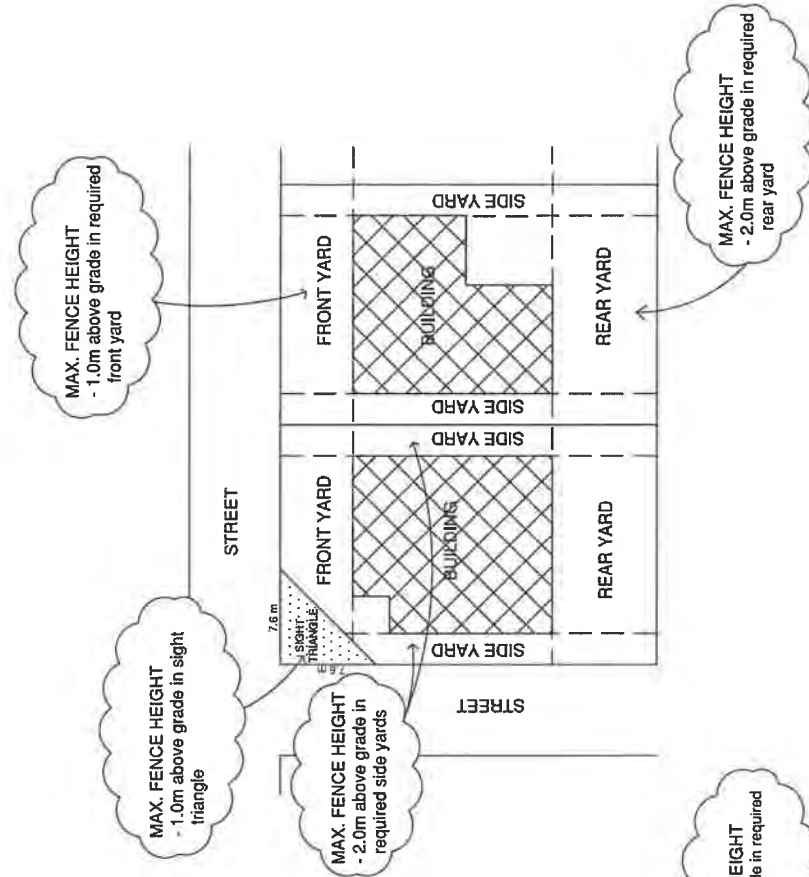 MAX. FENCE HEIGHT
- 1.0m above grade in required
front yard
MAX. FENCE HEIGHT
- 1.0m above grade in sight
triangle
MAX. FENCE HEIGHT
- 2.0m above grade in
required side yards
MAX. FENCE HEIGHT
- 2.0m above grade in required
rear yard
STREET
STREET
7.6 m
7.6 m
SIGHT
TRIANGLE
FRONT YARD
FRONT YARD
SIDE YARD
SIDE YARD
SIDE YARD
SIDE YARD
BUILDING
BUILDING
REAR YARD
REAR YARD
EIGHT
le in required